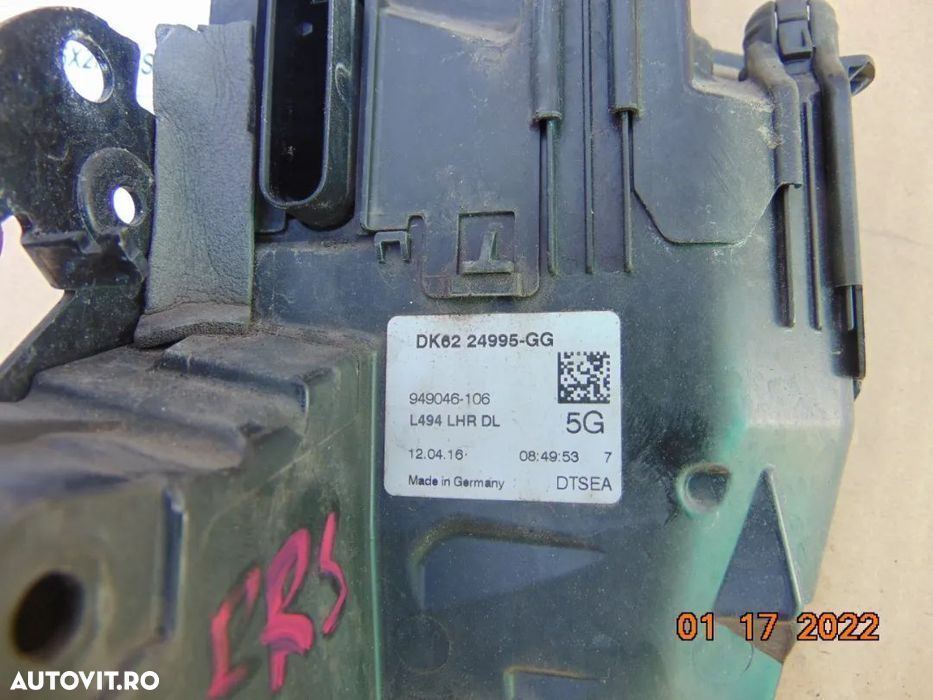 DK62 24995-GG
949046-106
L494 LHR DL
5G
12.04.16 08:49:53 7
Made in Germany DTSEA
01 17 2022
AUTOVIT.RO